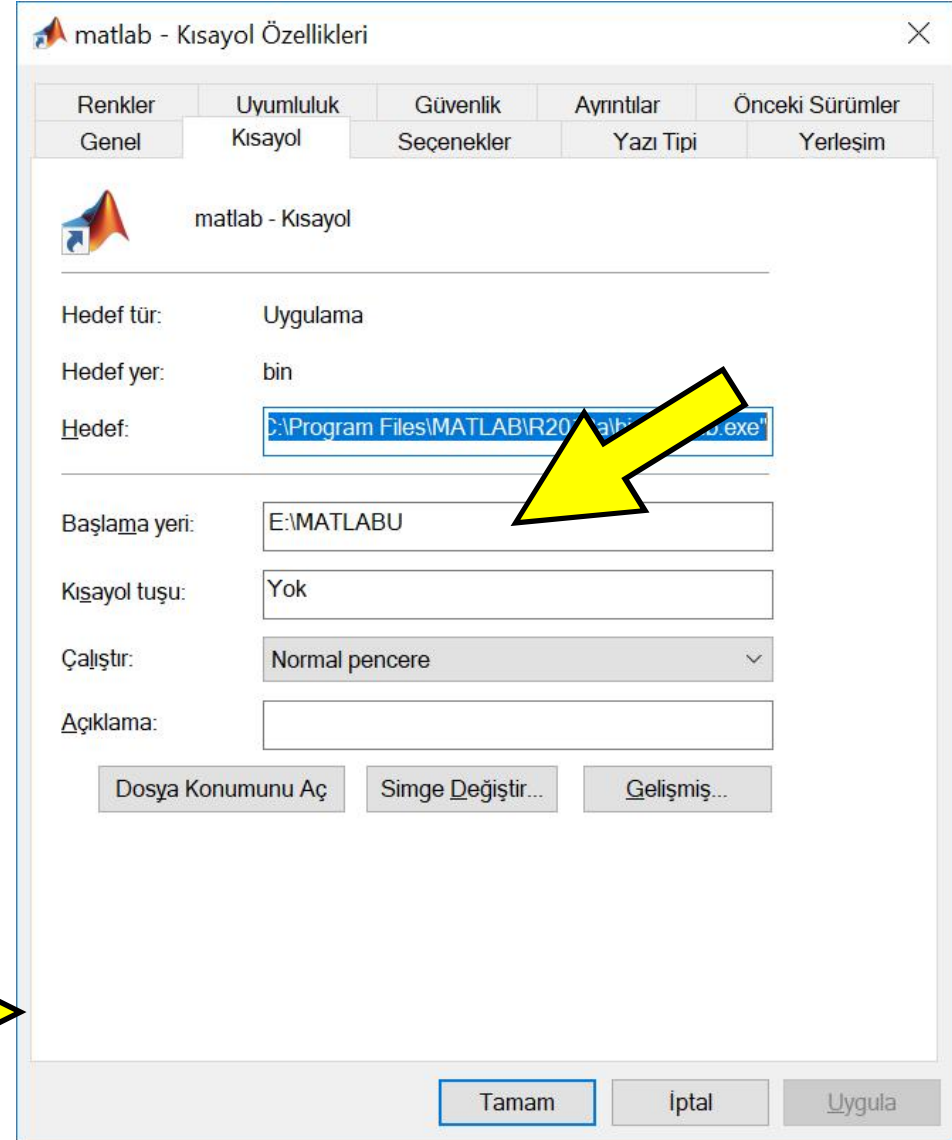 matlab - Kısayol Özellikleri
Renkler Uyumluluk Güvenlik Ayrıntılar Önceki Sürümler
Genel Kısayol Seçenekler Yazı Tipi Yerleşim
matlab - Kısayol
Hedef tür: Uygulama
Hedef yer: bin
Hedef: C:\Program Files\MATLAB\
Başlama yeri: E:\MATLABU
Kısayol tuşu: Yok
Çalıştır: Normal pencere
Açıklama:
Dosya Konumunu Aç Simge Değiştir... Gelişmiş...
Tamam İptal Uygula